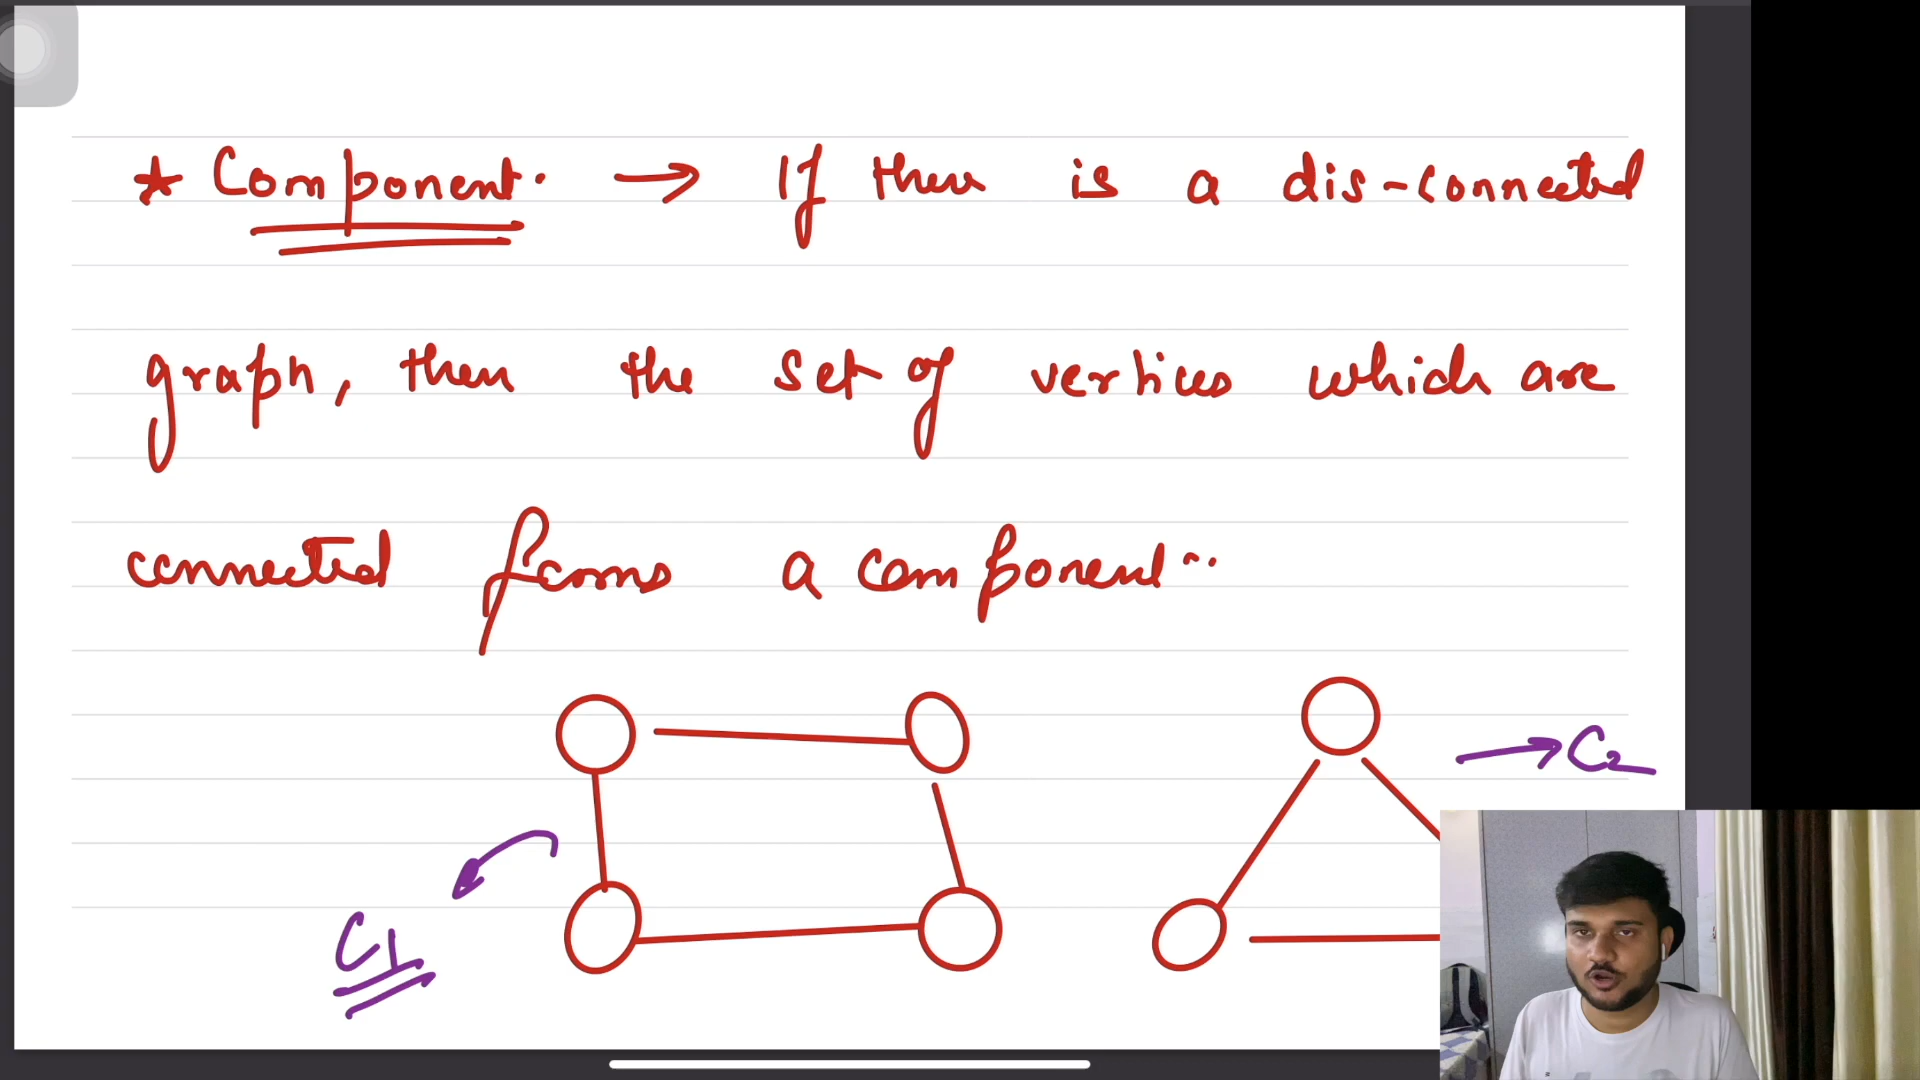 * Component. → If there is a dis-connected
graph, then the set of vertices which are
connected forms a component..
→ C2
C1